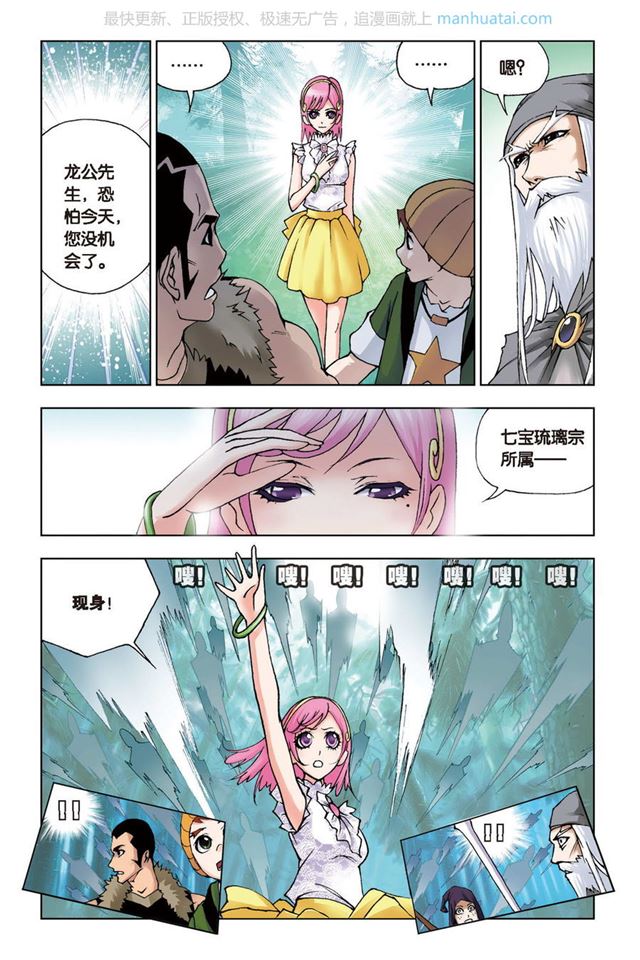 最快更新、正版授权、极速无广告，追漫画就上 manhuatai.com
龙公先
生，恐
怕今天，
您没机
会了。
……
……
嗯？
七宝琉璃宗
所属——
现身！
嗖！ 嗖！ 嗖！ 嗖！ 嗖！ 嗖！ 嗖！
！！
！！